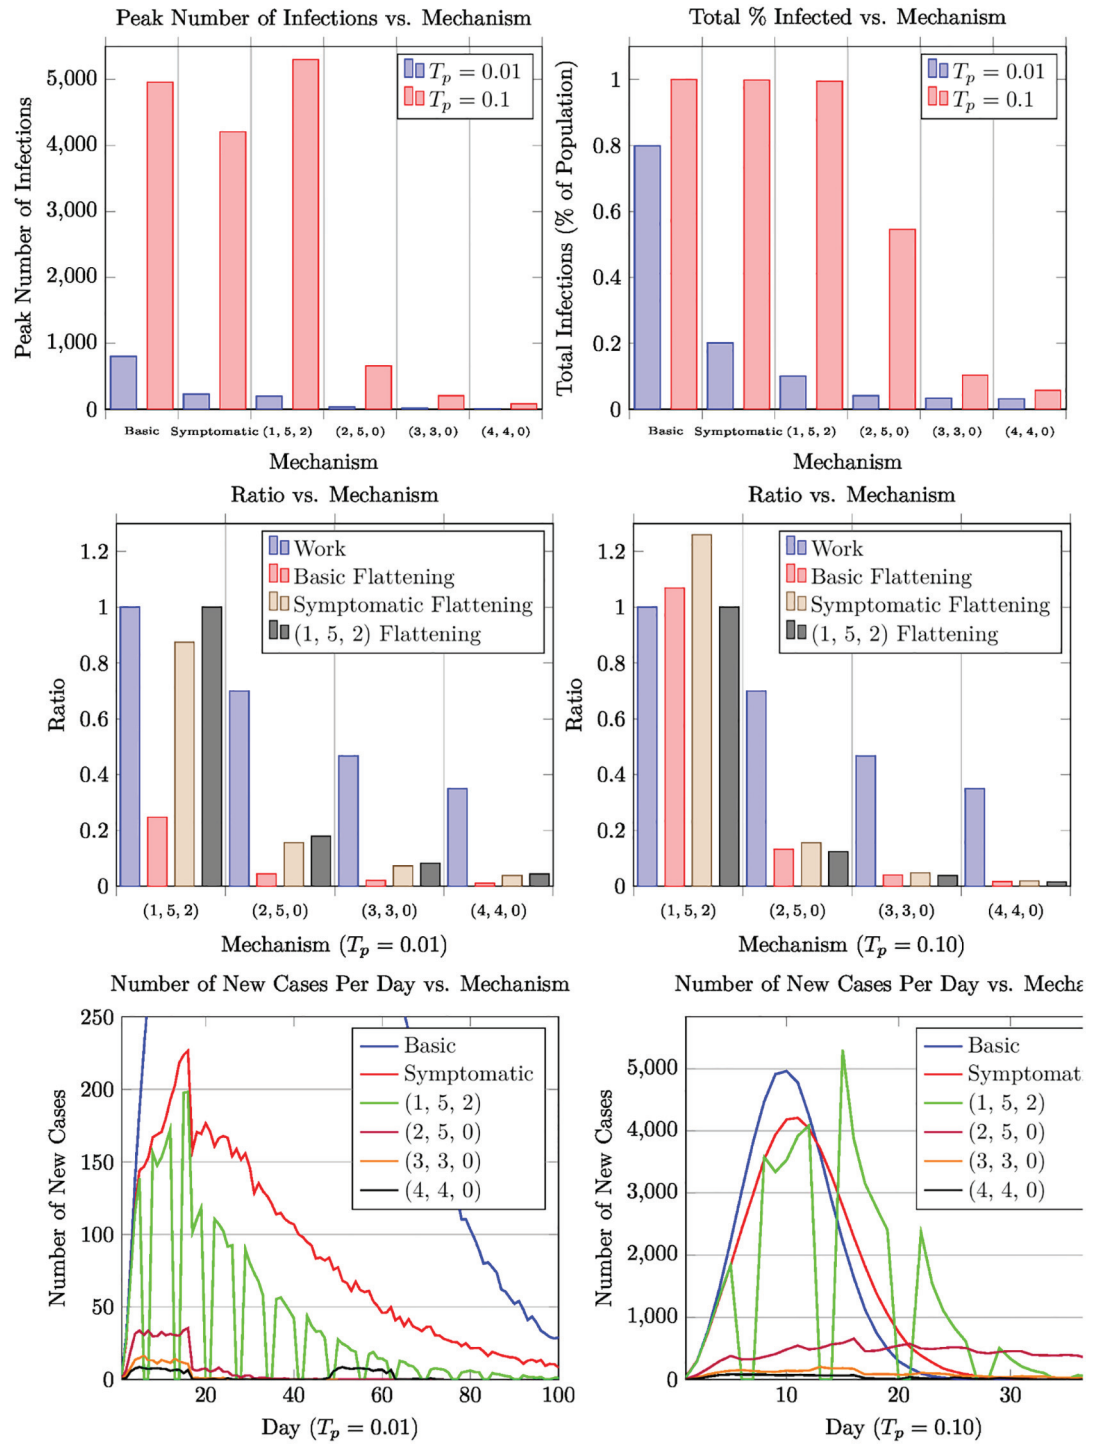 Peak Number of Infections vs. Mechanism
Peak Number of Infections
5,000
4,000
3,000
2,000
1,000
0
T_p = 0.01
T_p = 0.1
Basic Symptomatic (1, 5, 2) (2, 5, 0) (3, 3, 0) (4, 4, 0)
Mechanism
Total % Infected vs. Mechanism
Total Infections (% of Population)
1
0.8
0.6
0.4
0.2
0
T_p = 0.01
T_p = 0.1
Basic Symptomatic (1, 5, 2) (2, 5, 0) (3, 3, 0) (4, 4, 0)
Mechanism
Ratio vs. Mechanism
Ratio
1.2
1
0.8
0.6
0.4
0.2
0
Work
Basic Flattening
Symptomatic Flattening
(1, 5, 2) Flattening
(1, 5, 2) (2, 5, 0) (3, 3, 0) (4, 4, 0)
Mechanism (T_p = 0.01)
Ratio vs. Mechanism
Ratio
1.2
1
0.8
0.6
0.4
0.2
0
Work
Basic Flattening
Symptomatic Flattening
(1, 5, 2) Flattening
(1, 5, 2) (2, 5, 0) (3, 3, 0) (4, 4, 0)
Mechanism (T_p = 0.10)
Number of New Cases Per Day vs. Mechanism
Number of New Cases
250
200
150
100
50
0
Basic
Symptomatic
(1, 5, 2)
(2, 5, 0)
(3, 3, 0)
(4, 4, 0)
20 40 60 80 100
Day (T_p = 0.01)
Number of New Cases Per Day vs. Mecha
Number of New Cases
5,000
4,000
3,000
2,000
1,000
0
Basic
Symptomati
(1, 5, 2)
(2, 5, 0)
(3, 3, 0)
(4, 4, 0)
10 20 30
Day (T_p = 0.10)